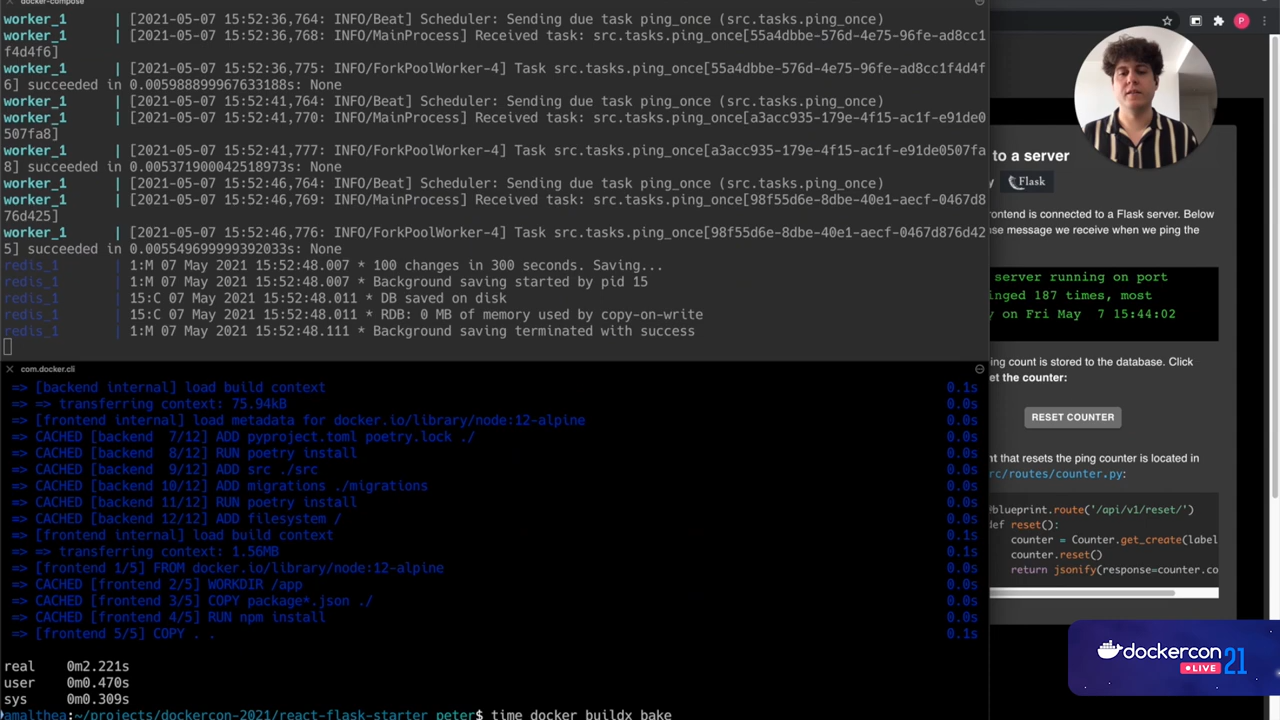 docker-compose
worker_1 | [2021-05-07 15:52:36,764: INFO/Beat] Scheduler: Sending due task ping_once (src.tasks.ping_once)
worker_1 | [2021-05-07 15:52:36,768: INFO/MainProcess] Received task: src.tasks.ping_once[55a4dbbe-576d-4e75-96fe-ad8cc1
f4d4f6]
worker_1 | [2021-05-07 15:52:36,775: INFO/ForkPoolWorker-4] Task src.tasks.ping_once[55a4dbbe-576d-4e75-96fe-ad8cc1f4d4f
6] succeeded in 0.005988899967633188s: None
worker_1 | [2021-05-07 15:52:41,764: INFO/Beat] Scheduler: Sending due task ping_once (src.tasks.ping_once)
worker_1 | [2021-05-07 15:52:41,770: INFO/MainProcess] Received task: src.tasks.ping_once[a3acc935-179e-4f15-ac1f-e91de0
507fa8]
worker_1 | [2021-05-07 15:52:41,777: INFO/ForkPoolWorker-4] Task src.tasks.ping_once[a3acc935-179e-4f15-ac1f-e91de0507fa
8] succeeded in 0.0053719000042518973s: None
worker_1 | [2021-05-07 15:52:46,764: INFO/Beat] Scheduler: Sending due task ping_once (src.tasks.ping_once)
worker_1 | [2021-05-07 15:52:46,769: INFO/MainProcess] Received task: src.tasks.ping_once[98f55d6e-8dbe-40e1-aecf-0467d8
76d425]
worker_1 | [2021-05-07 15:52:46,776: INFO/ForkPoolWorker-4] Task src.tasks.ping_once[98f55d6e-8dbe-40e1-aecf-0467d876d42
5] succeeded in 0.005549699999392033s: None
redis_1 | 1:M 07 May 2021 15:52:48.007 * 100 changes in 300 seconds. Saving...
redis_1 | 1:M 07 May 2021 15:52:48.007 * Background saving started by pid 15
redis_1 | 15:C 07 May 2021 15:52:48.011 * DB saved on disk
redis_1 | 15:C 07 May 2021 15:52:48.011 * RDB: 0 MB of memory used by copy-on-write
redis_1 | 1:M 07 May 2021 15:52:48.111 * Background saving terminated with success
com.docker.cli
=> [backend internal] load build context 0.1s
=> => transferring context: 75.94kB 0.0s
=> [frontend internal] load metadata for docker.io/library/node:12-alpine 0.0s
=> CACHED [backend 7/12] ADD pyproject.toml poetry.lock ./ 0.0s
=> CACHED [backend 8/12] RUN poetry install 0.0s
=> CACHED [backend 9/12] ADD src ./src 0.0s
=> CACHED [backend 10/12] ADD migrations ./migrations 0.0s
=> CACHED [backend 11/12] RUN poetry install 0.0s
=> CACHED [backend 12/12] ADD filesystem / 0.0s
=> [frontend internal] load build context 0.1s
=> => transferring context: 1.56MB 0.1s
=> [frontend 1/5] FROM docker.io/library/node:12-alpine 0.0s
=> CACHED [frontend 2/5] WORKDIR /app 0.0s
=> CACHED [frontend 3/5] COPY package*.json ./ 0.0s
=> CACHED [frontend 4/5] RUN npm install 0.0s
=> [frontend 5/5] COPY . . 0.1s
real 0m2.221s
user 0m0.470s
sys 0m0.309s
amalthea:~/projects/dockercon-2021/react-flask-starter peter$ time docker buildx bake
P
to a server
y Flask
rontend is connected to a Flask server. Below
nse message we receive when we ping the
server running on port
inged 187 times, most
y on Fri May 7 15:44:02
ing count is stored to the database. Click
et the counter:
RESET COUNTER
nt that resets the ping counter is located in
rc/routes/counter.py:
blueprint.route('/api/v1/reset/')
def reset():
counter = Counter.get_create(label
counter.reset()
return jsonify(response=counter.co
dockercon
LIVE 21